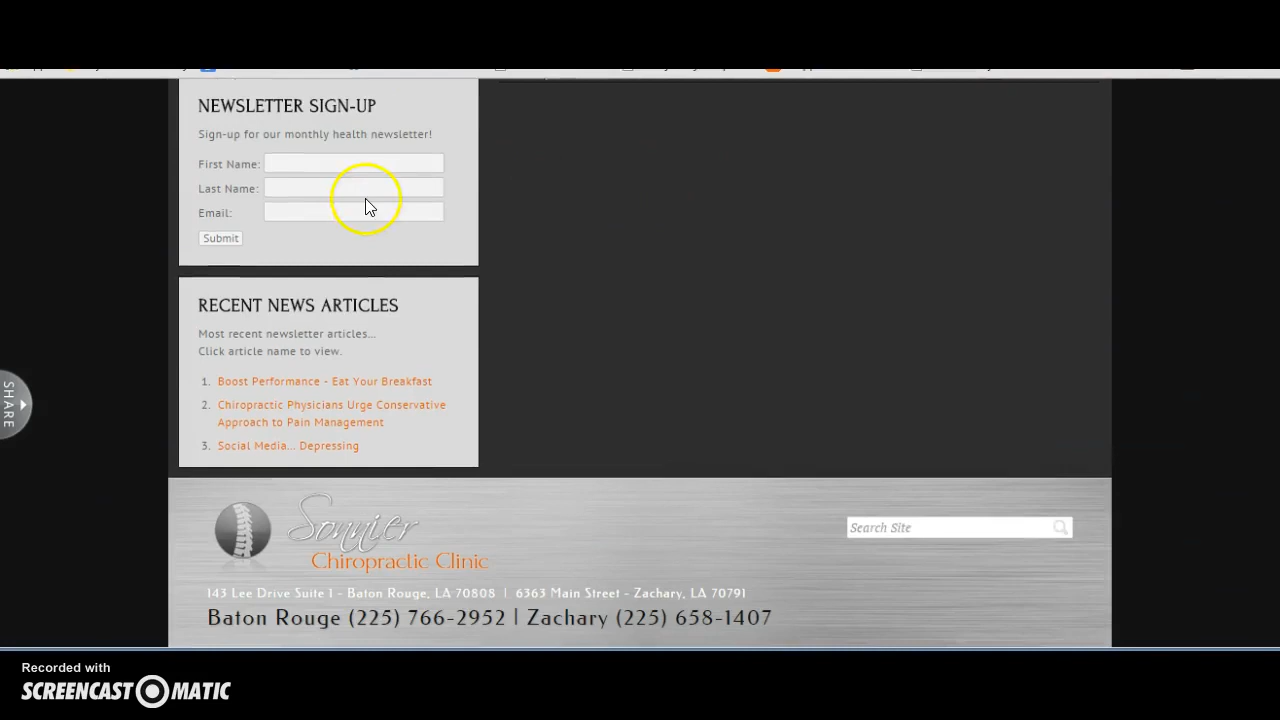 NEWSLETTER SIGN-UP
Sign-up for our monthly health newsletter!
First Name:
Last Name:
Email:
Submit
RECENT NEWS ARTICLES
Most recent newsletter articles...
Click article name to view.
1. Boost Performance - Eat Your Breakfast
2. Chiropractic Physicians Urge Conservative
Approach to Pain Management
3. Social Media... Depressing
SHARE
Sonnier
Chiropractic Clinic
Search Site
143 Lee Drive Suite 1 - Baton Rouge, LA 70808 | 6363 Main Street - Zachary, LA 70791
Baton Rouge (225) 766-2952 | Zachary (225) 658-1407
Recorded with
SCREENCAST MATIC